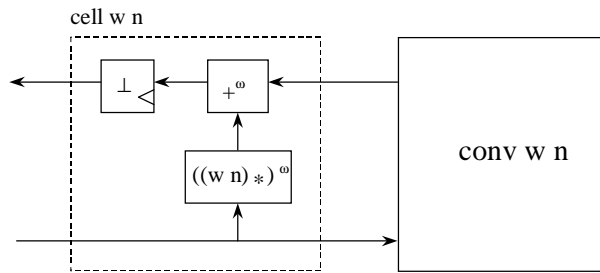 cell w n
⊥
+ω
((w n) *) ω
conv w n